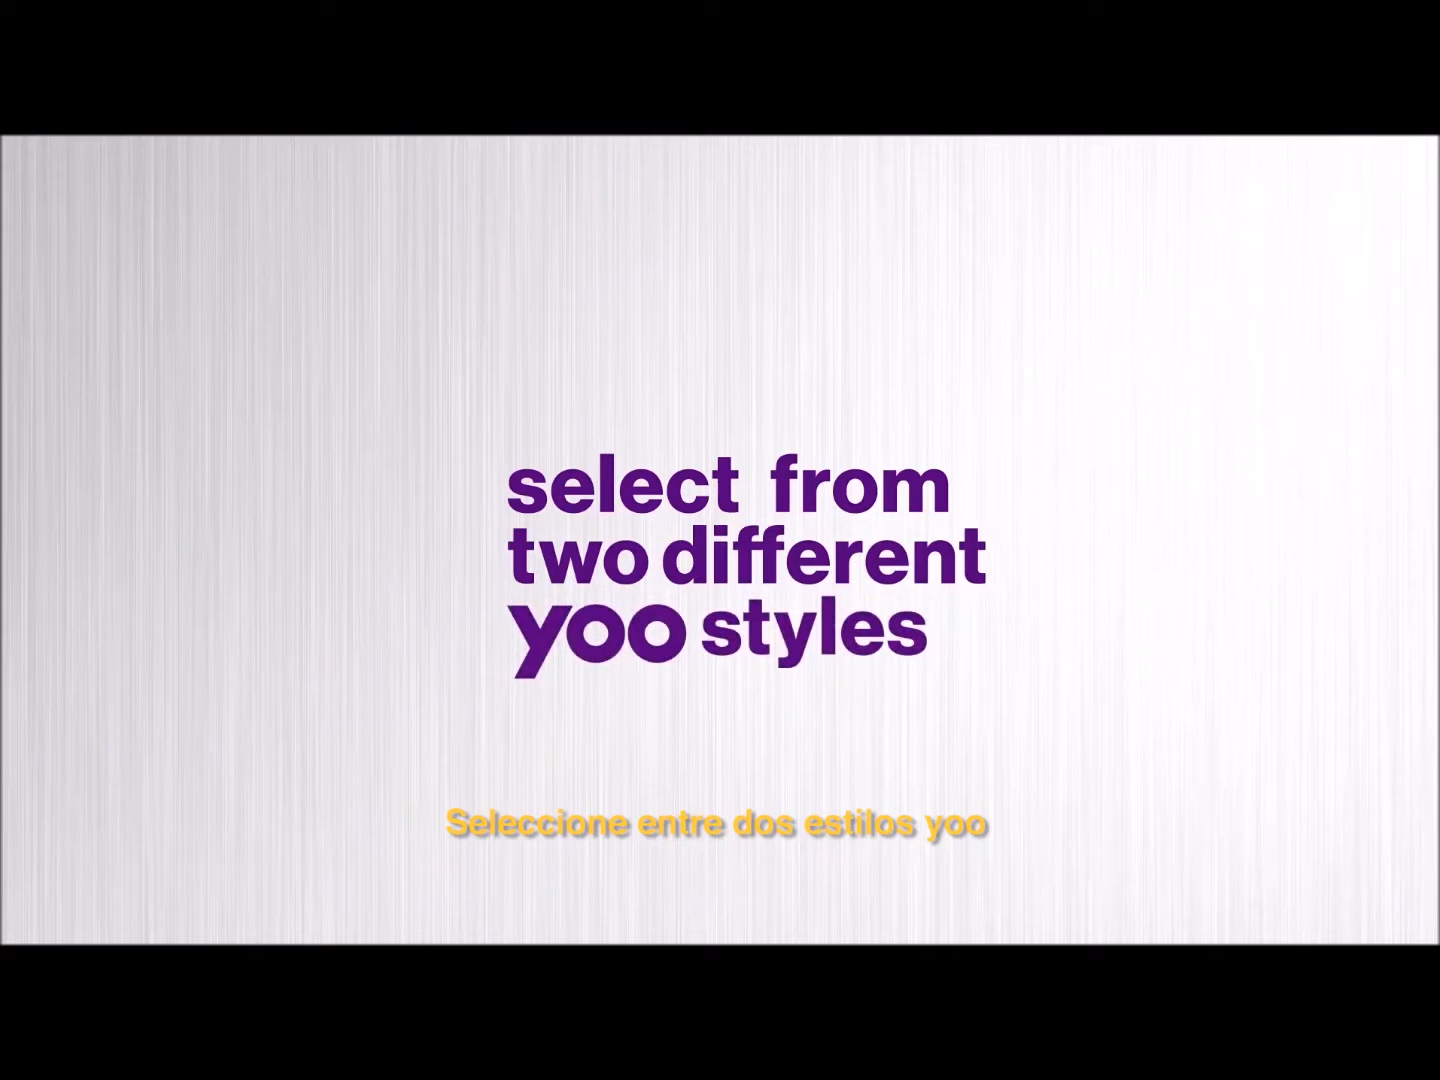 select from
two different
yoo styles
Seleccione entre dos estilos yoo